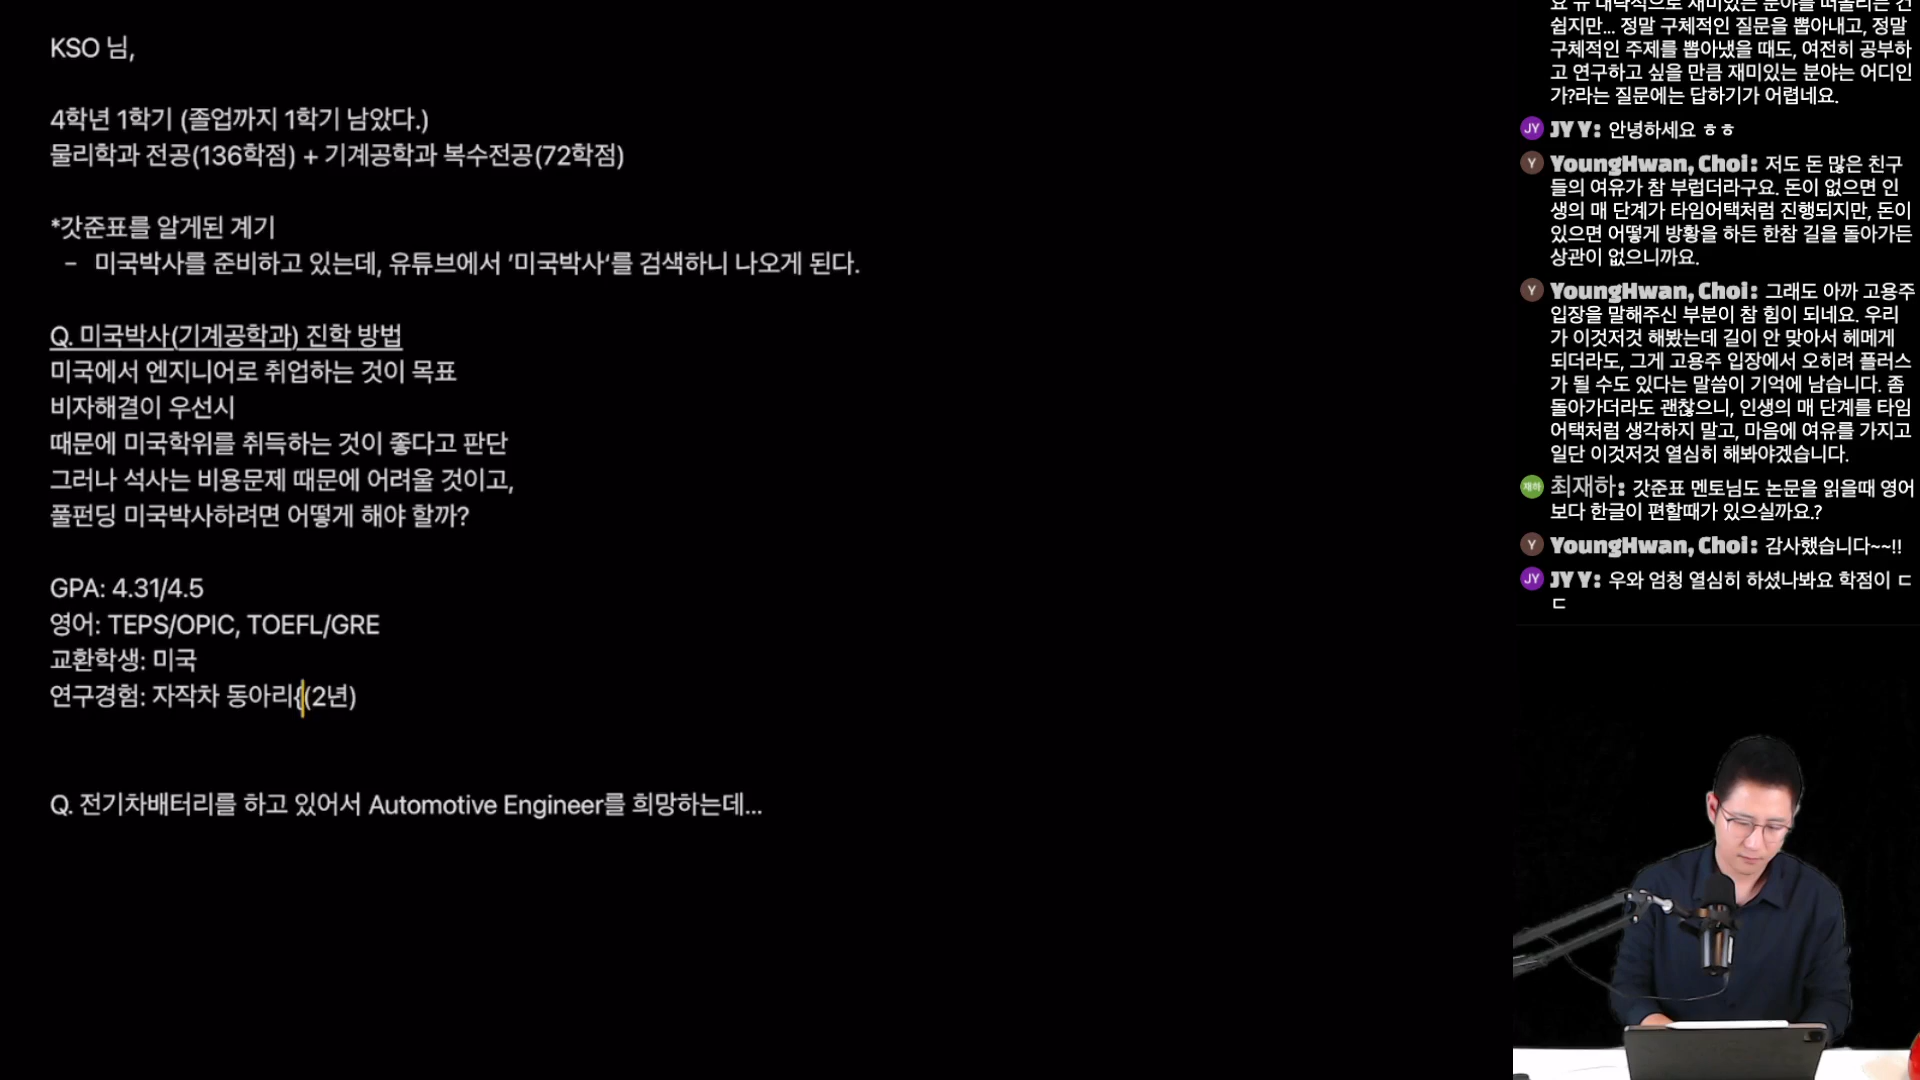 KSO 님,
4학년 1학기 (졸업까지 1학기 남았다.)
물리학과 전공(136학점) + 기계공학과 복수전공(72학점)
*갓준표를 알게된 계기
– 미국박사를 준비하고 있는데, 유튜브에서 ’미국박사‘를 검색하니 나오게 된다.
Q. 미국박사(기계공학과) 진학 방법
미국에서 엔지니어로 취업하는 것이 목표
비자해결이 우선시
때문에 미국학위를 취득하는 것이 좋다고 판단
그러나 석사는 비용문제 때문에 어려울 것이고,
풀펀딩 미국박사하려면 어떻게 해야 할까?
GPA: 4.31/4.5
영어: TEPS/OPIC, TOEFL/GRE
교환학생: 미국
연구경험: 자작차 동아리{(2년)
Q. 전기차배터리를 하고 있어서 Automotive Engineer를 희망하는데...
요 ㅠ 대략적으로 재미있는 분야를 떠올리는 건
쉽지만... 정말 구체적인 질문을 뽑아내고, 정말
구체적인 주제를 뽑아냈을 때도, 여전히 공부하
고 연구하고 싶을 만큼 재미있는 분야는 어디인
가?라는 질문에는 답하기가 어렵네요.
JY JY Y: 안녕하세요 ㅎㅎ
Y YoungHwan, Choi: 저도 돈 많은 친구
들의 여유가 참 부럽더라구요. 돈이 없으면 인
생의 매 단계가 타임어택처럼 진행되지만, 돈이
있으면 어떻게 방황을 하든 한참 길을 돌아가든
상관이 없으니까요.
Y YoungHwan, Choi: 그래도 아까 고용주
입장을 말해주신 부분이 참 힘이 되네요. 우리
가 이것저것 해봤는데 길이 안 맞아서 헤메게
되더라도, 그게 고용주 입장에서 오히려 플러스
가 될 수도 있다는 말씀이 기억에 남습니다. 좀
돌아가더라도 괜찮으니, 인생의 매 단계를 타임
어택처럼 생각하지 말고, 마음에 여유를 가지고
일단 이것저것 열심히 해봐야겠습니다.
재하 최재하: 갓준표 멘토님도 논문을 읽을때 영어
보다 한글이 편할때가 있으실까요.?
Y YoungHwan, Choi: 감사했습니다~~!!
JY JY Y: 우와 엄청 열심히 하셨나봐요 학점이 ㄷ
ㄷ